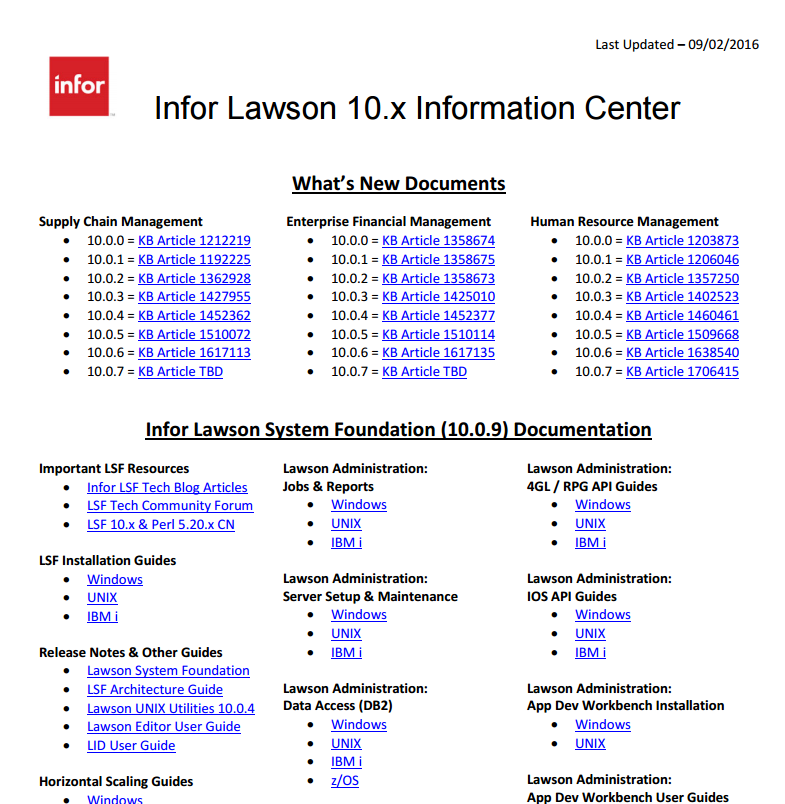 Last Updated – 09/02/2016
infor
Infor Lawson 10.x Information Center
What's New Documents
Supply Chain Management
• 10.0.0 = KB Article 1212219
• 10.0.1 = KB Article 1192225
• 10.0.2 = KB Article 1362928
• 10.0.3 = KB Article 1427955
• 10.0.4 = KB Article 1452362
• 10.0.5 = KB Article 1510072
• 10.0.6 = KB Article 1617113
• 10.0.7 = KB Article TBD
Enterprise Financial Management
• 10.0.0 = KB Article 1358674
• 10.0.1 = KB Article 1358675
• 10.0.2 = KB Article 1358673
• 10.0.3 = KB Article 1425010
• 10.0.4 = KB Article 1452377
• 10.0.5 = KB Article 1510114
• 10.0.6 = KB Article 1617135
• 10.0.7 = KB Article TBD
Human Resource Management
• 10.0.0 = KB Article 1203873
• 10.0.1 = KB Article 1206046
• 10.0.2 = KB Article 1357250
• 10.0.3 = KB Article 1402523
• 10.0.4 = KB Article 1460461
• 10.0.5 = KB Article 1509668
• 10.0.6 = KB Article 1638540
• 10.0.7 = KB Article 1706415
Infor Lawson System Foundation (10.0.9) Documentation
Important LSF Resources
• Infor LSF Tech Blog Articles
• LSF Tech Community Forum
• LSF 10.x & Perl 5.20.x CN
LSF Installation Guides
• Windows
• UNIX
• IBM i
Release Notes & Other Guides
• Lawson System Foundation
• LSF Architecture Guide
• Lawson UNIX Utilities 10.0.4
• Lawson Editor User Guide
• LID User Guide
Horizontal Scaling Guides
• Windows
Lawson Administration:
Jobs & Reports
• Windows
• UNIX
• IBM i
Lawson Administration:
Server Setup & Maintenance
• Windows
• UNIX
• IBM i
Lawson Administration:
Data Access (DB2)
• Windows
• UNIX
• IBM i
• z/OS
Lawson Administration:
4GL / RPG API Guides
• Windows
• UNIX
• IBM i
Lawson Administration:
IOS API Guides
• Windows
• UNIX
• IBM i
Lawson Administration:
App Dev Workbench Installation
• Windows
• UNIX
Lawson Administration:
App Dev Workbench User Guides